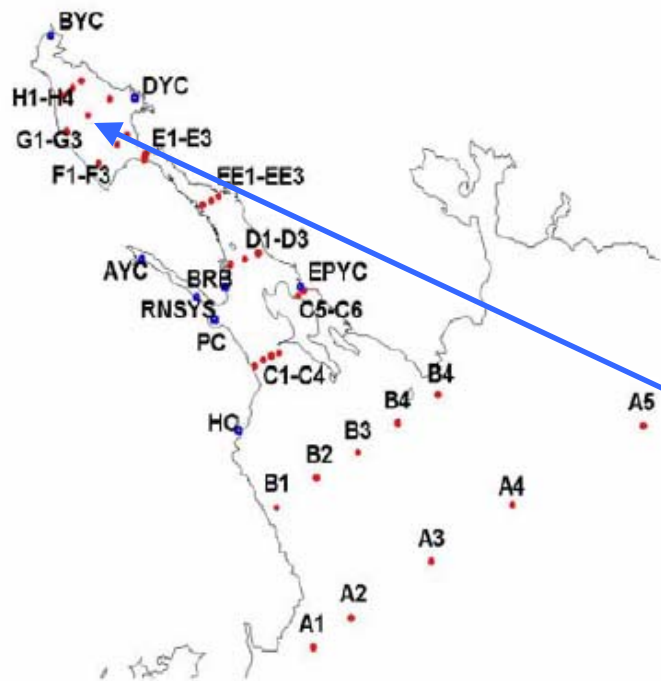 BYC
DYC
H1-H4
G1-G3
E1-E3
F1-F3
EE1-EE3
D1-D3
AYC
BRB
EPYC
RNSYS
C5-C6
PC
C1-C4
B4
B4
A5
HC
B3
B2
B1
A4
A3
A2
A1